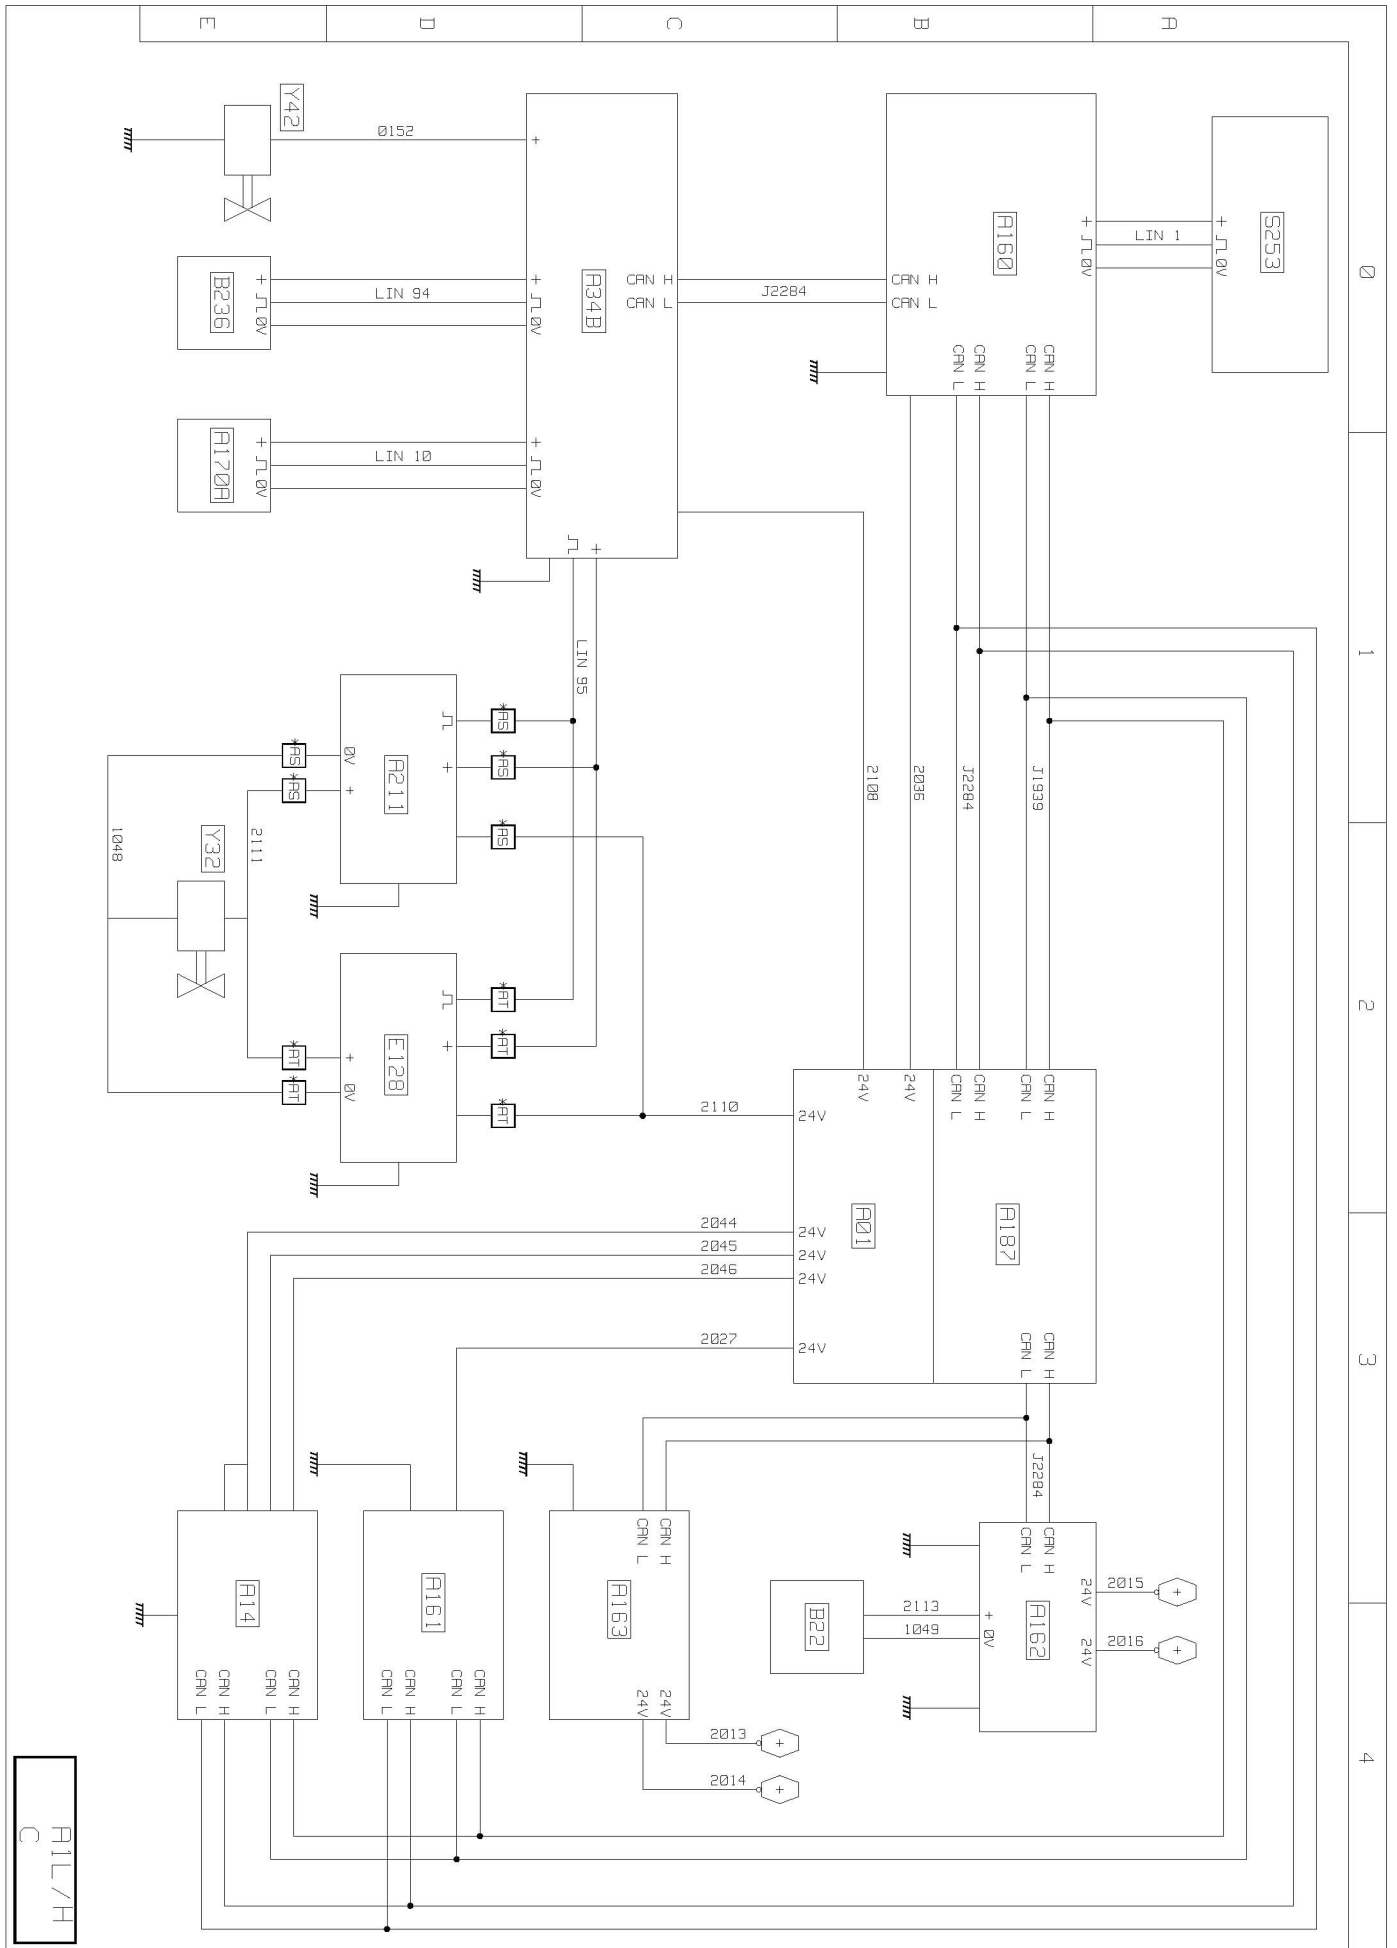 E
D
C
B
A
0
1
2
3
4
Y42
0152
+
B236
+
0V
LIN 94
+
0V
A170A
+
0V
LIN 10
+
0V
A34B
CAN H
CAN L
+
J2284
CAN H
CAN L
A160
+
0V
LIN 1
+
0V
S253
CAN L
CAN H
CAN L
CAN H
LIN 95
2108
2036
J2284
J1939
*AS
*AS
*AS
*AS
*AS
0V
+
+
A211
1048
2111
Y32
*AT
*AT
*AT
*AT
*AT
+
0V
+
E128
2110
24V
24V
24V
CAN L
CAN H
CAN L
CAN H
A01
A187
2044
24V
2045
24V
2046
24V
2027
24V
CAN L
CAN H
J2284
A14
CAN L
CAN H
CAN L
CAN H
A161
CAN L
CAN H
CAN L
CAN H
A163
CAN L
CAN H
24V
24V
2013
+
2014
+
B22
2113
+
1049
0V
A162
CAN L
CAN H
24V
2015
+
24V
2016
+
A1L/H
C